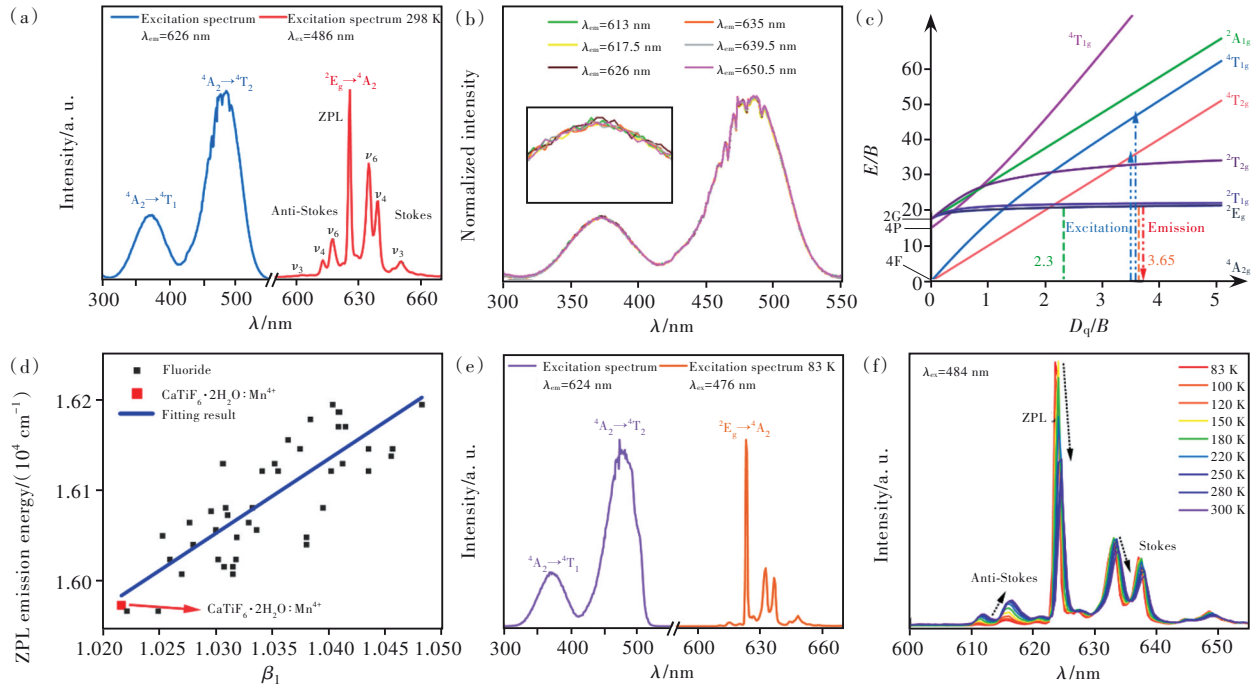 (a)
Excitation spectrum
λem=626 nm
Excitation spectrum 298 K
λex=486 nm
⁴A₂→⁴T₂
²Eg→⁴A₂
ZPL
ν₆
ν₄
⁴A₂→⁴T₁
Anti-Stokes
Stokes
ν₆
ν₄
ν₃
ν₃
Intensity/a. u.
300 400 500 600 630 660
λ/nm
(b)
λem=613 nm
λem=635 nm
λem=617.5 nm
λem=639.5 nm
λem=626 nm
λem=650.5 nm
Normalized intensity
300 350 400 450 500 550
λ/nm
(c)
⁴T1g
²A1g
⁴T1g
⁴T2g
²T2g
²T1g
²Eg
⁴A2g
60
50
40
30
20
10
0
2G
4P
4F
E/B
Excitation
Emission
2.3
3.65
0 1 2 3 4 5
Dq/B
(d)
Fluoride
CaTiF₆·2H₂O:Mn⁴⁺
Fitting result
CaTiF₆·2H₂O:Mn⁴⁺
ZPL emission energy/(10⁴ cm⁻¹)
1.62
1.61
1.60
1.020 1.025 1.030 1.035 1.040 1.045 1.050
β₁
(e)
Excitation spectrum
λem=624 nm
Excitation spectrum 83 K
λex=476 nm
⁴A₂→⁴T₂
²Eg→⁴A₂
⁴A₂→⁴T₁
Intensity/a. u.
300 400 500 600 630 660
λ/nm
(f)
λex=484 nm
ZPL
Anti-Stokes
Stokes
83 K
100 K
120 K
150 K
180 K
220 K
250 K
280 K
300 K
Intensity/a. u.
600 610 620 630 640 650
λ/nm